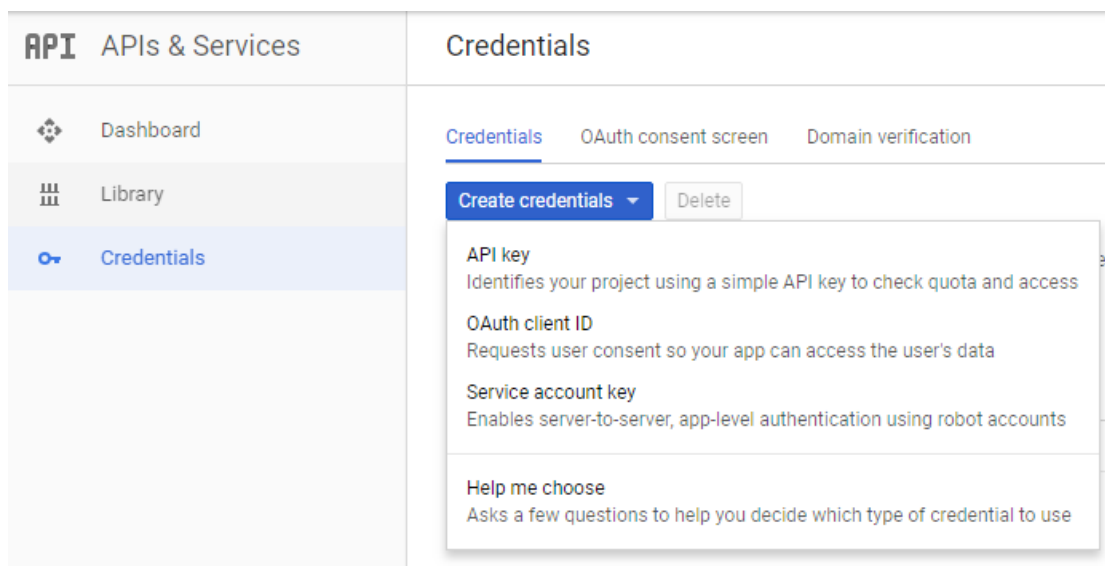 API APIs & Services
Credentials
Dashboard
Library
Credentials
Credentials OAuth consent screen Domain verification
Create credentials Delete
API key
Identifies your project using a simple API key to check quota and access
OAuth client ID
Requests user consent so your app can access the user's data
Service account key
Enables server-to-server, app-level authentication using robot accounts
Help me choose
Asks a few questions to help you decide which type of credential to use